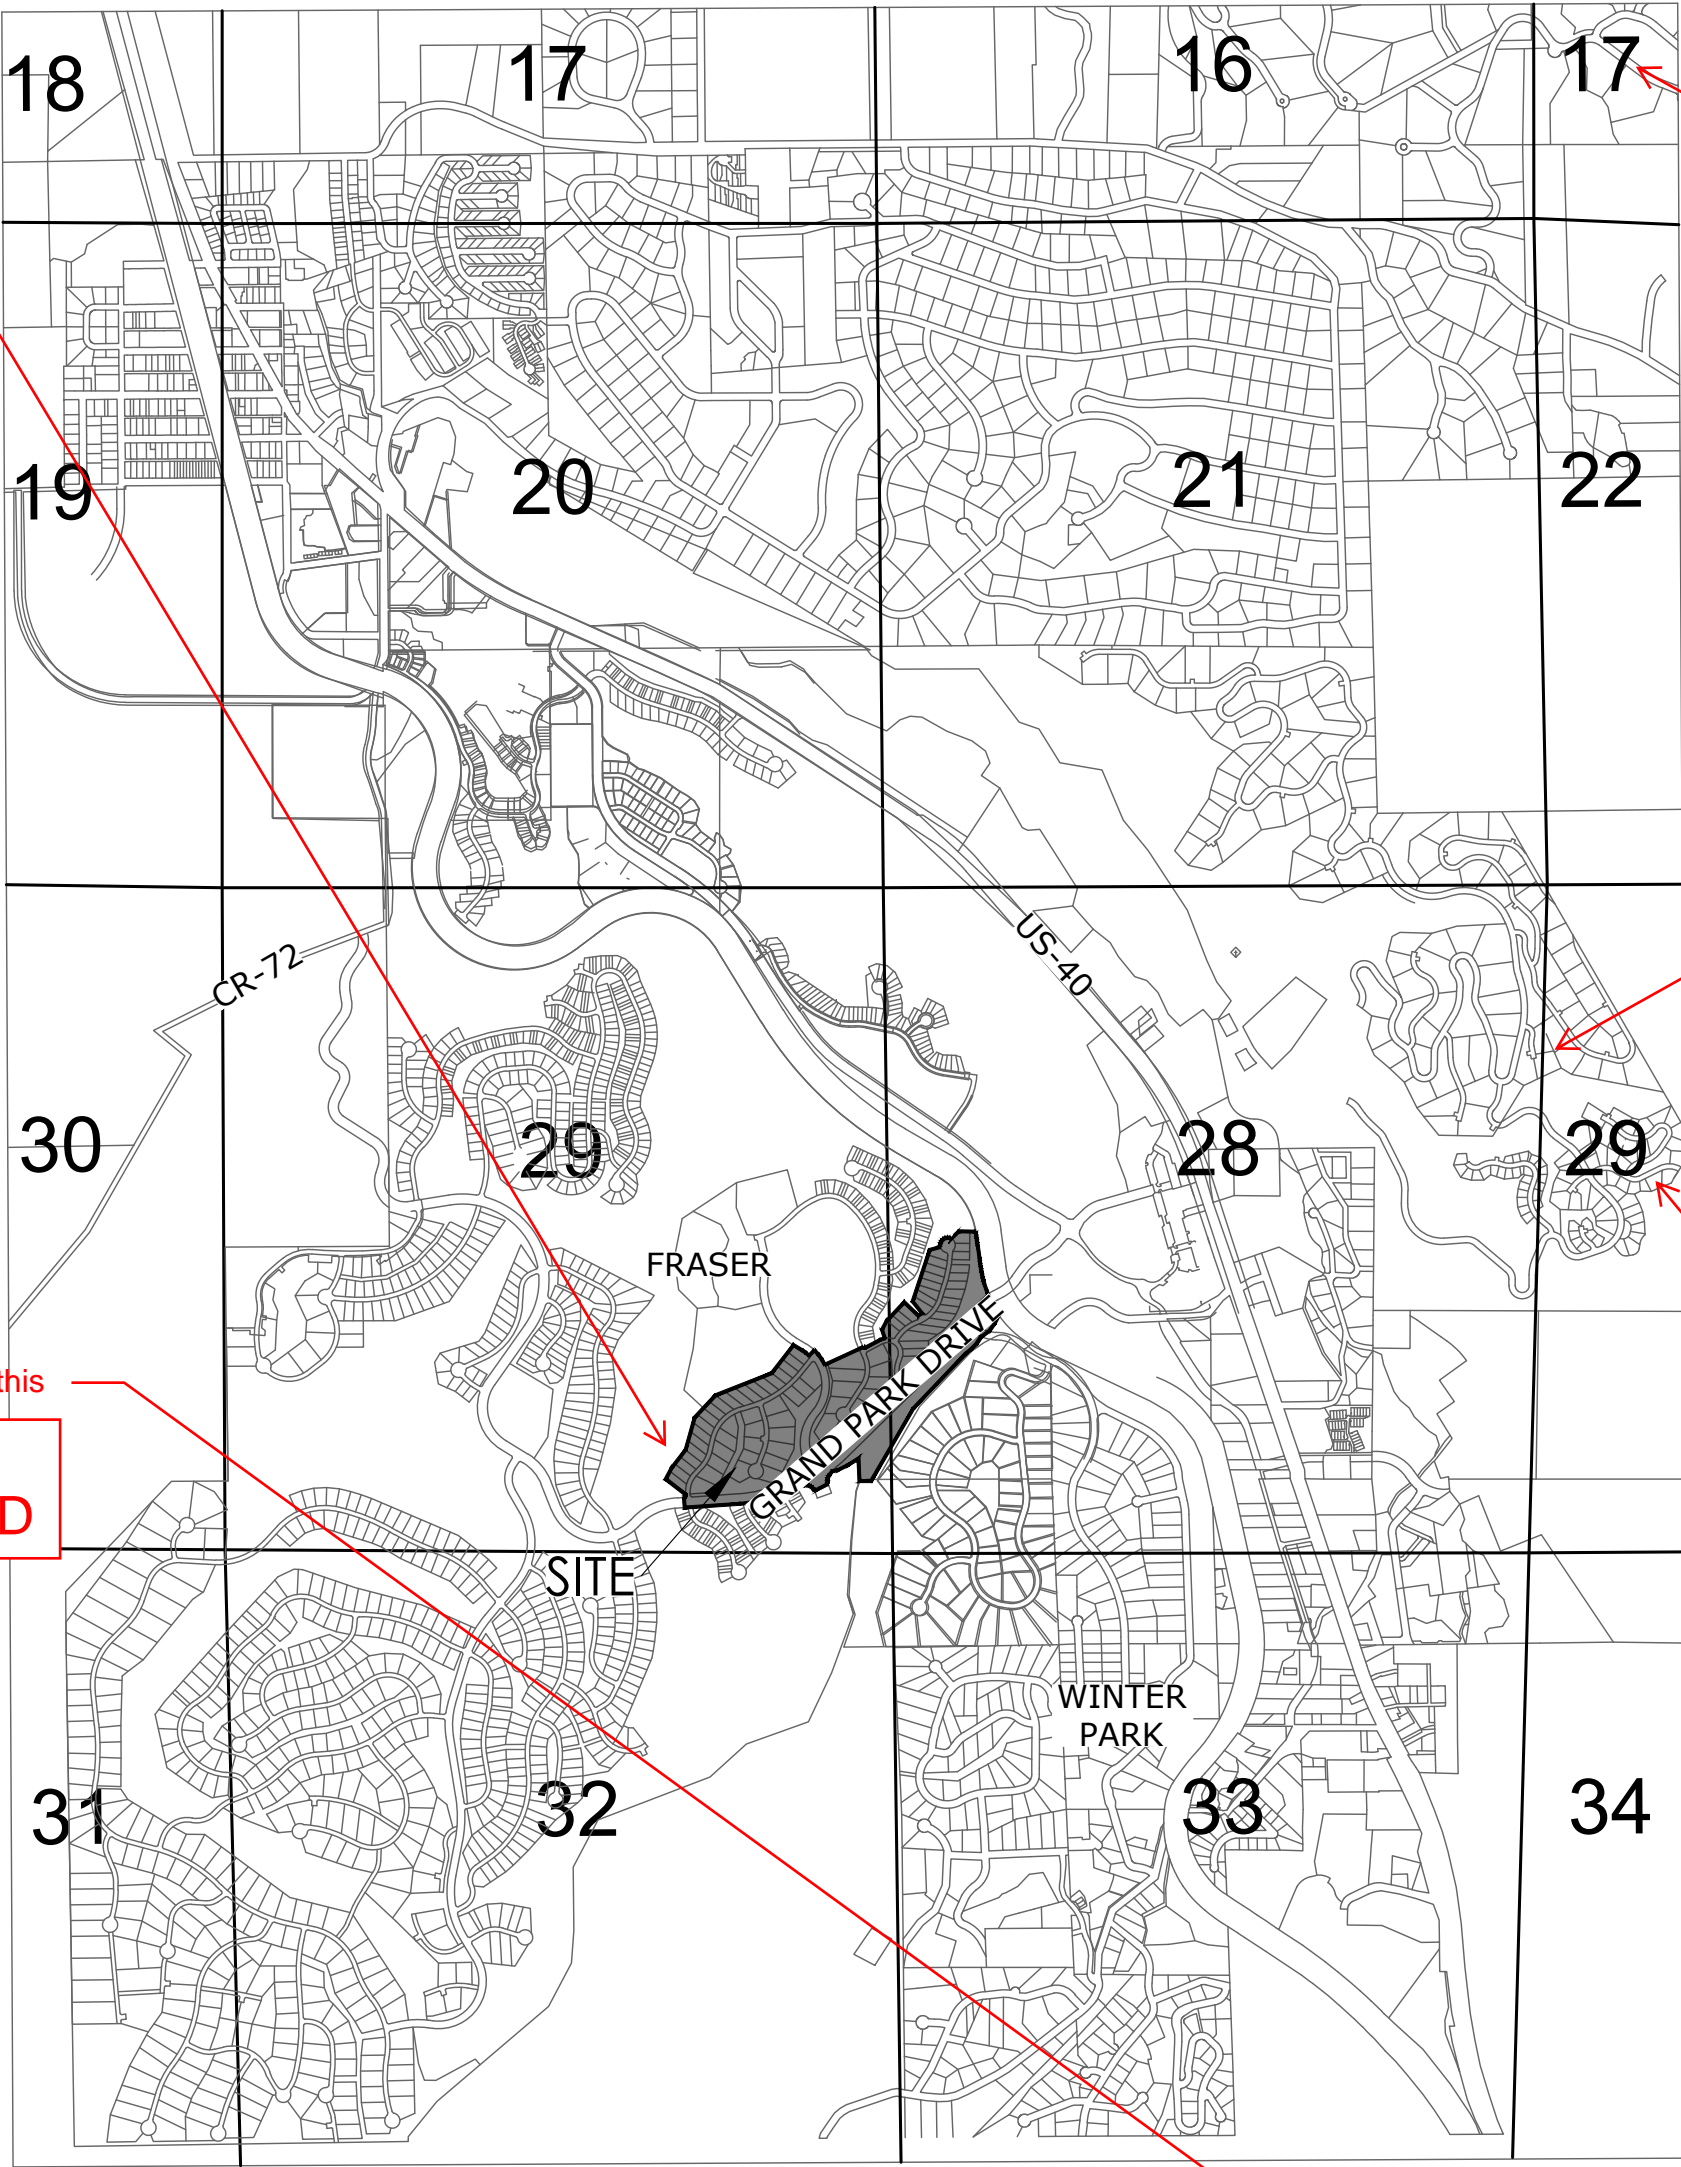 18
17
16
17
19
20
21
22
US-40
CR-72
30
29
28
29
FRASER
GRAND PARK DRIVE
this
D
SITE
WINTER
PARK
31
32
33
34